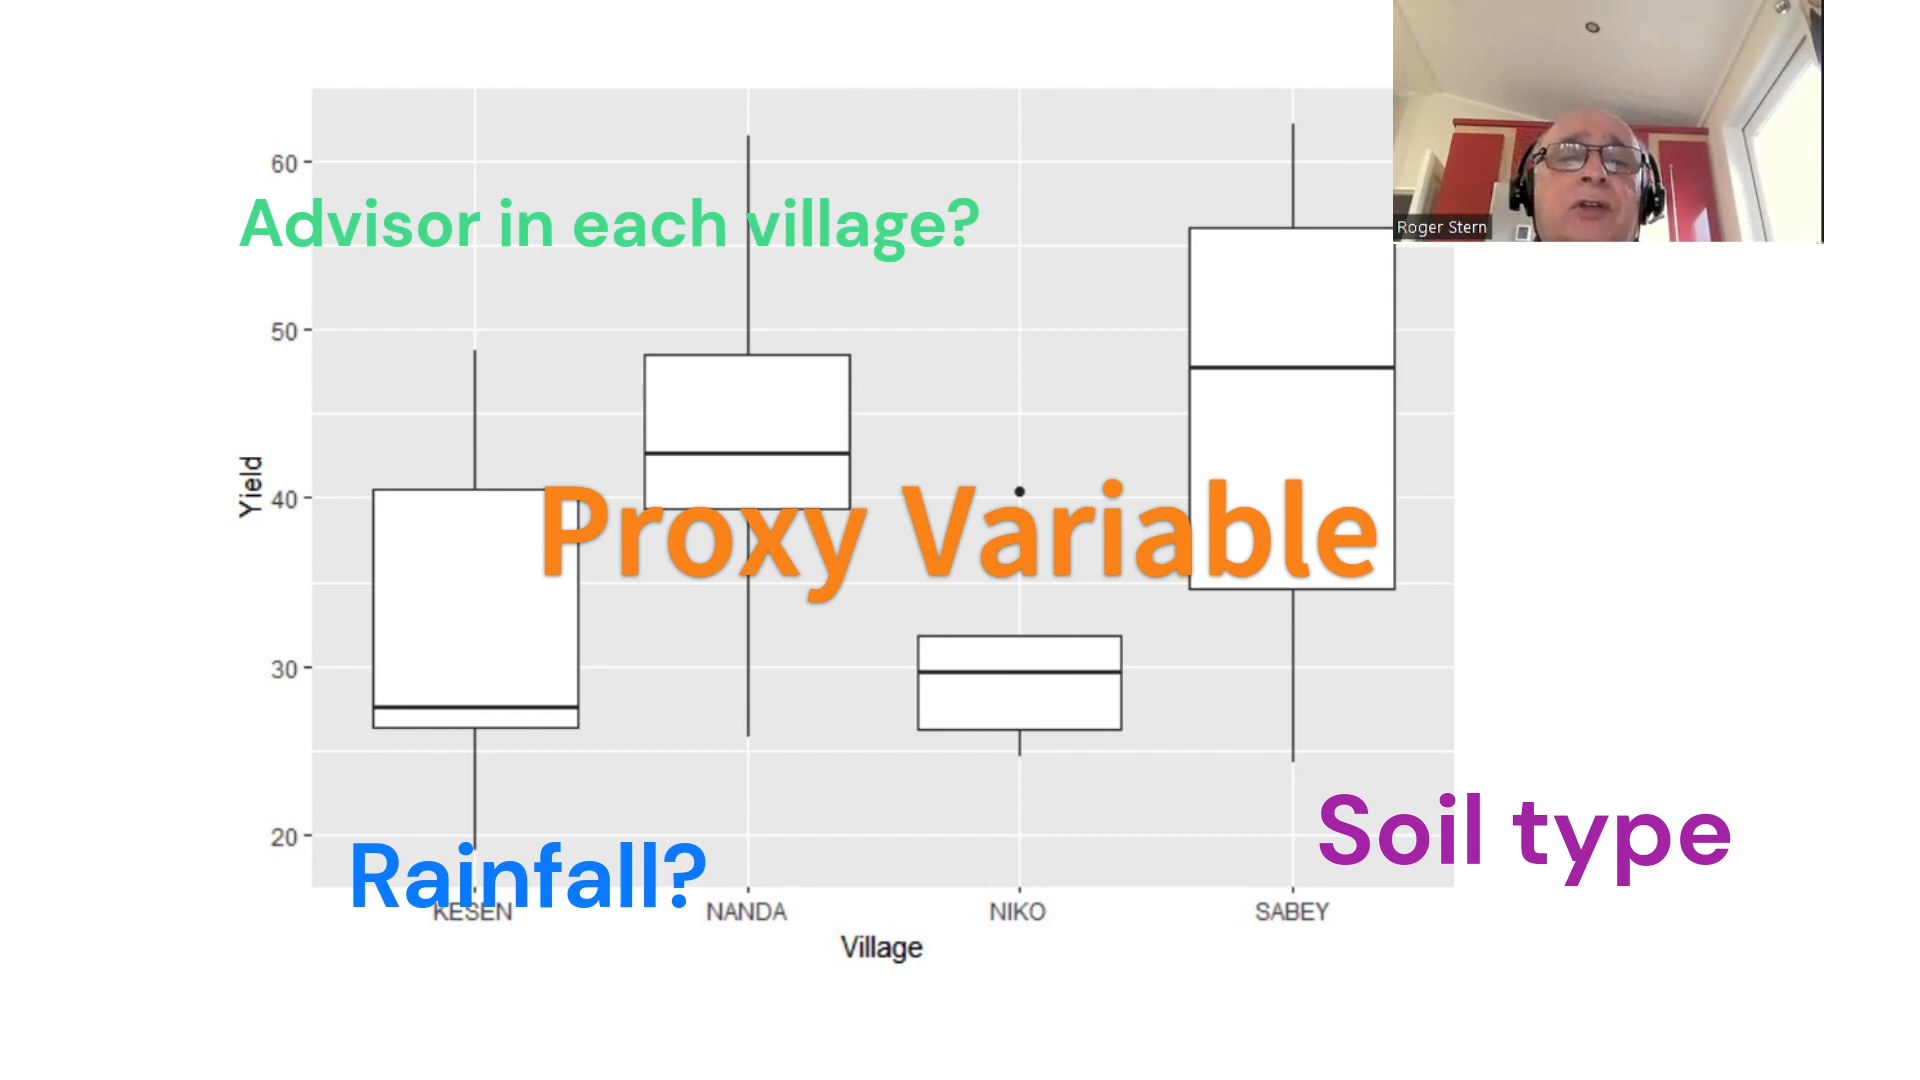 Roger Stern
60
Advisor in each village?
50
Yield
40
Proxy Variable
30
Soil type
20
Rainfall?
KESEN NANDA NIKO SABEY
Village